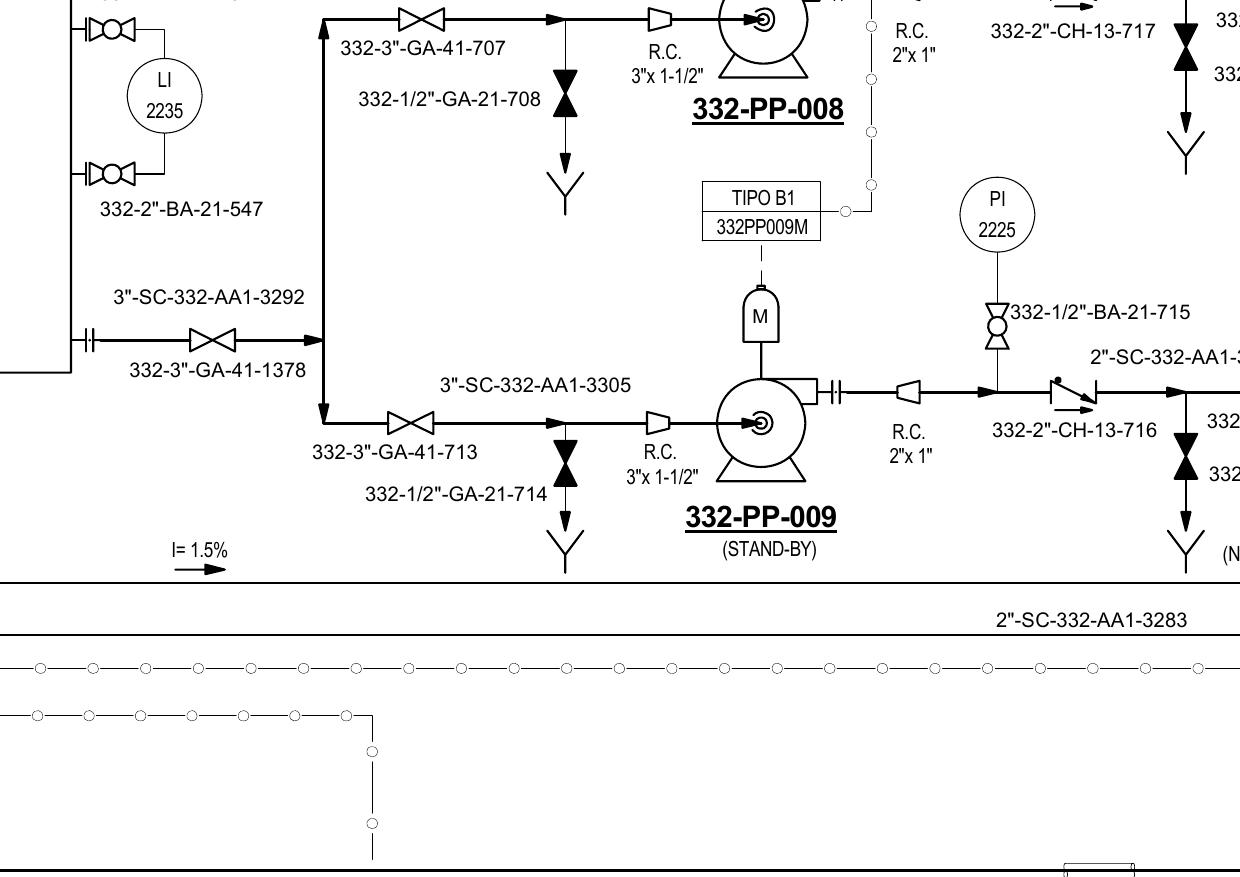 332-3"-GA-41-707
R.C.
3"x 1-1/2"
R.C.
2"x 1"
332-2"-CH-13-717
LI
2235
332-1/2"-GA-21-708
332-PP-008
332-2"-BA-21-547
TIPO B1
332PP009M
PI
2225
3"-SC-332-AA1-3292
332-3"-GA-41-1378
M
332-1/2"-BA-21-715
2"-SC-332-AA1-3
3"-SC-332-AA1-3305
332-3"-GA-41-713
R.C.
3"x 1-1/2"
R.C.
2"x 1"
332-2"-CH-13-716
332
332
332-1/2"-GA-21-714
332-PP-009
(STAND-BY)
I= 1.5%
(N
2"-SC-332-AA1-3283